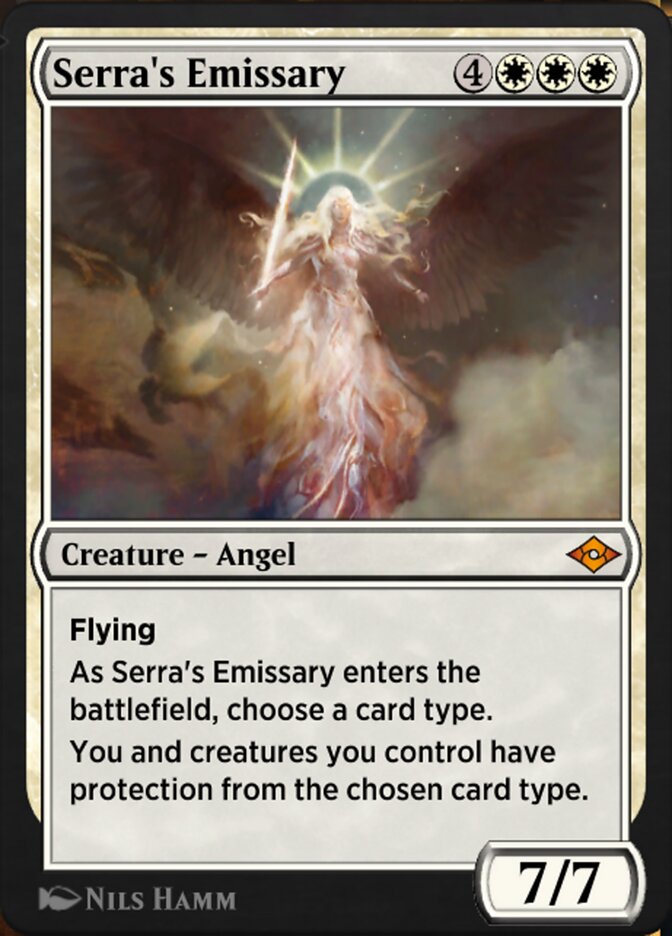 Serra's Emissary 4
Creature – Angel
Flying
As Serra's Emissary enters the
battlefield, choose a card type.
You and creatures you control have
protection from the chosen card type.
7/7
Nils Hamm